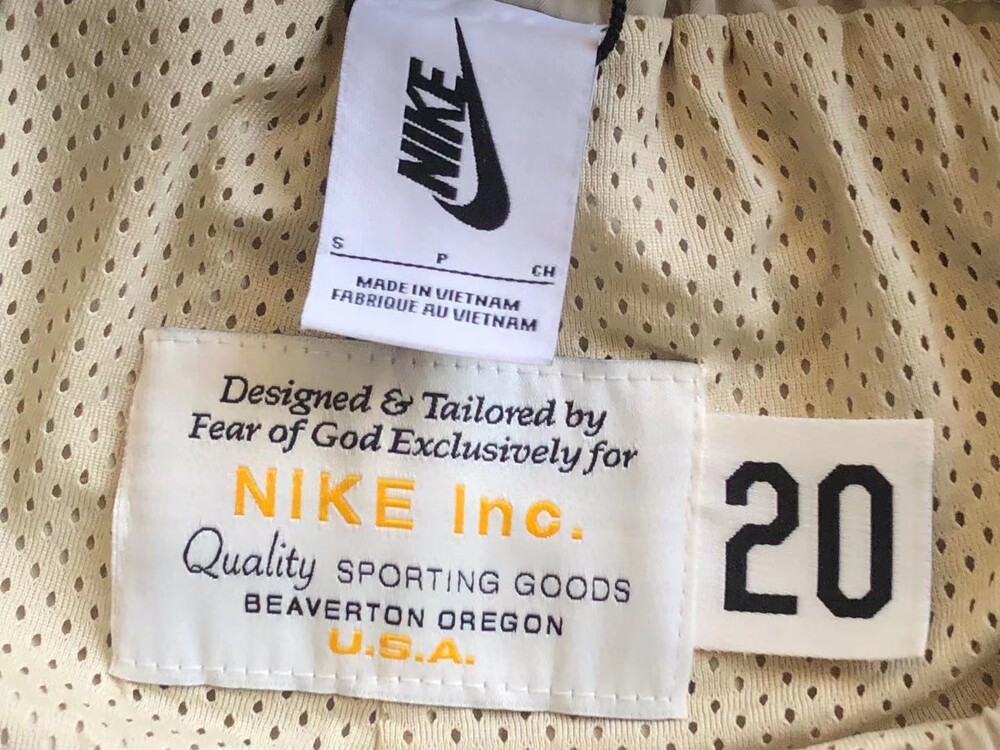 NIKE
S P CH
MADE IN VIETNAM
FABRIQUE AU VIETNAM
Designed & Tailored by
Fear of God Exclusively for
NIKE Inc.
Quality SPORTING GOODS
BEAVERTON OREGON
U.S.A.
20